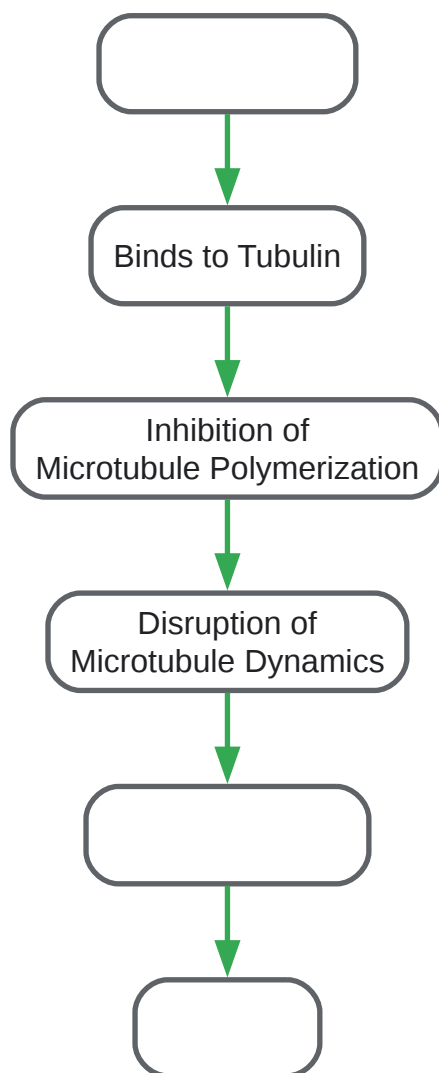 Binds to Tubulin
Inhibition of
Microtubule Polymerization
Disruption of
Microtubule Dynamics